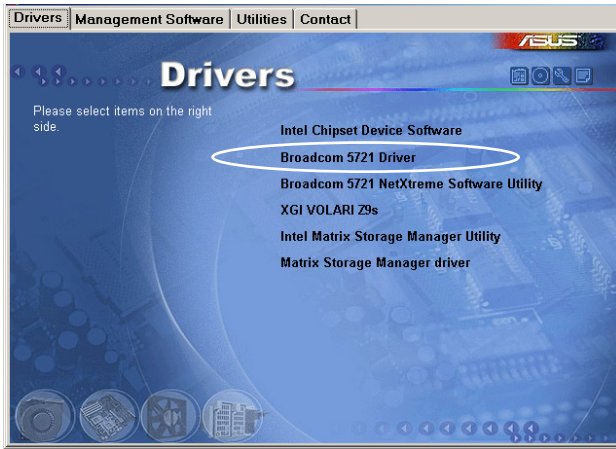 Drivers Management Software Utilities Contact
ASUS
Drivers
Please select items on the right
side.
Intel Chipset Device Software
Broadcom 5721 Driver
Broadcom 5721 NetXtreme Software Utility
XGI VOLARI Z9s
Intel Matrix Storage Manager Utility
Matrix Storage Manager driver